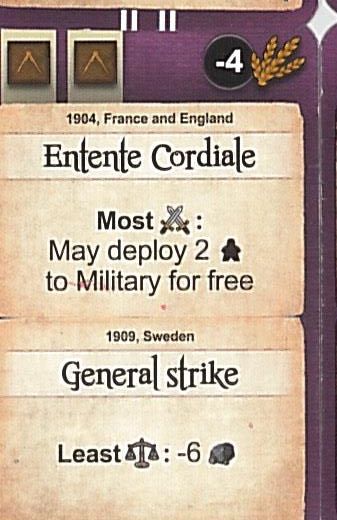 -4
1904, France and England
Entente Cordiale
Most :
May deploy 2
to Military for free
1909, Sweden
General strike
Least : -6